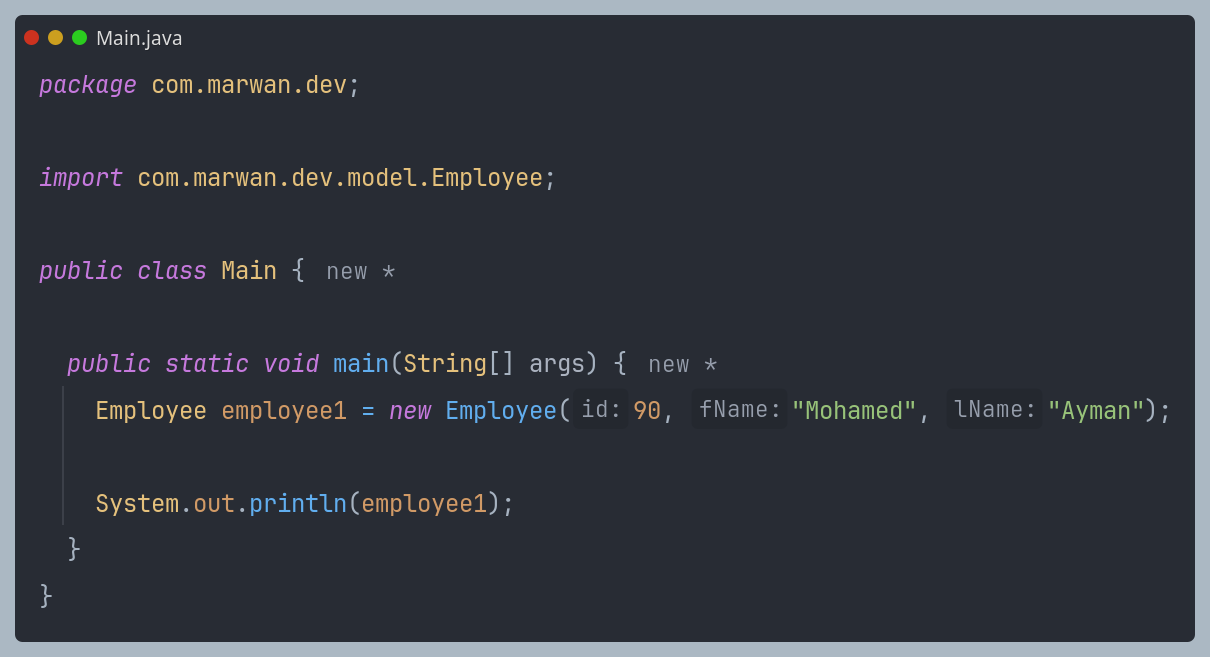 Main.java
package com.marwan.dev;
import com.marwan.dev.model.Employee;
public class Main { new *
public static void main(String[] args) { new *
Employee employee1 = new Employee( id: 90, fName: "Mohamed", lName: "Ayman");
System.out.println(employee1);
}
}